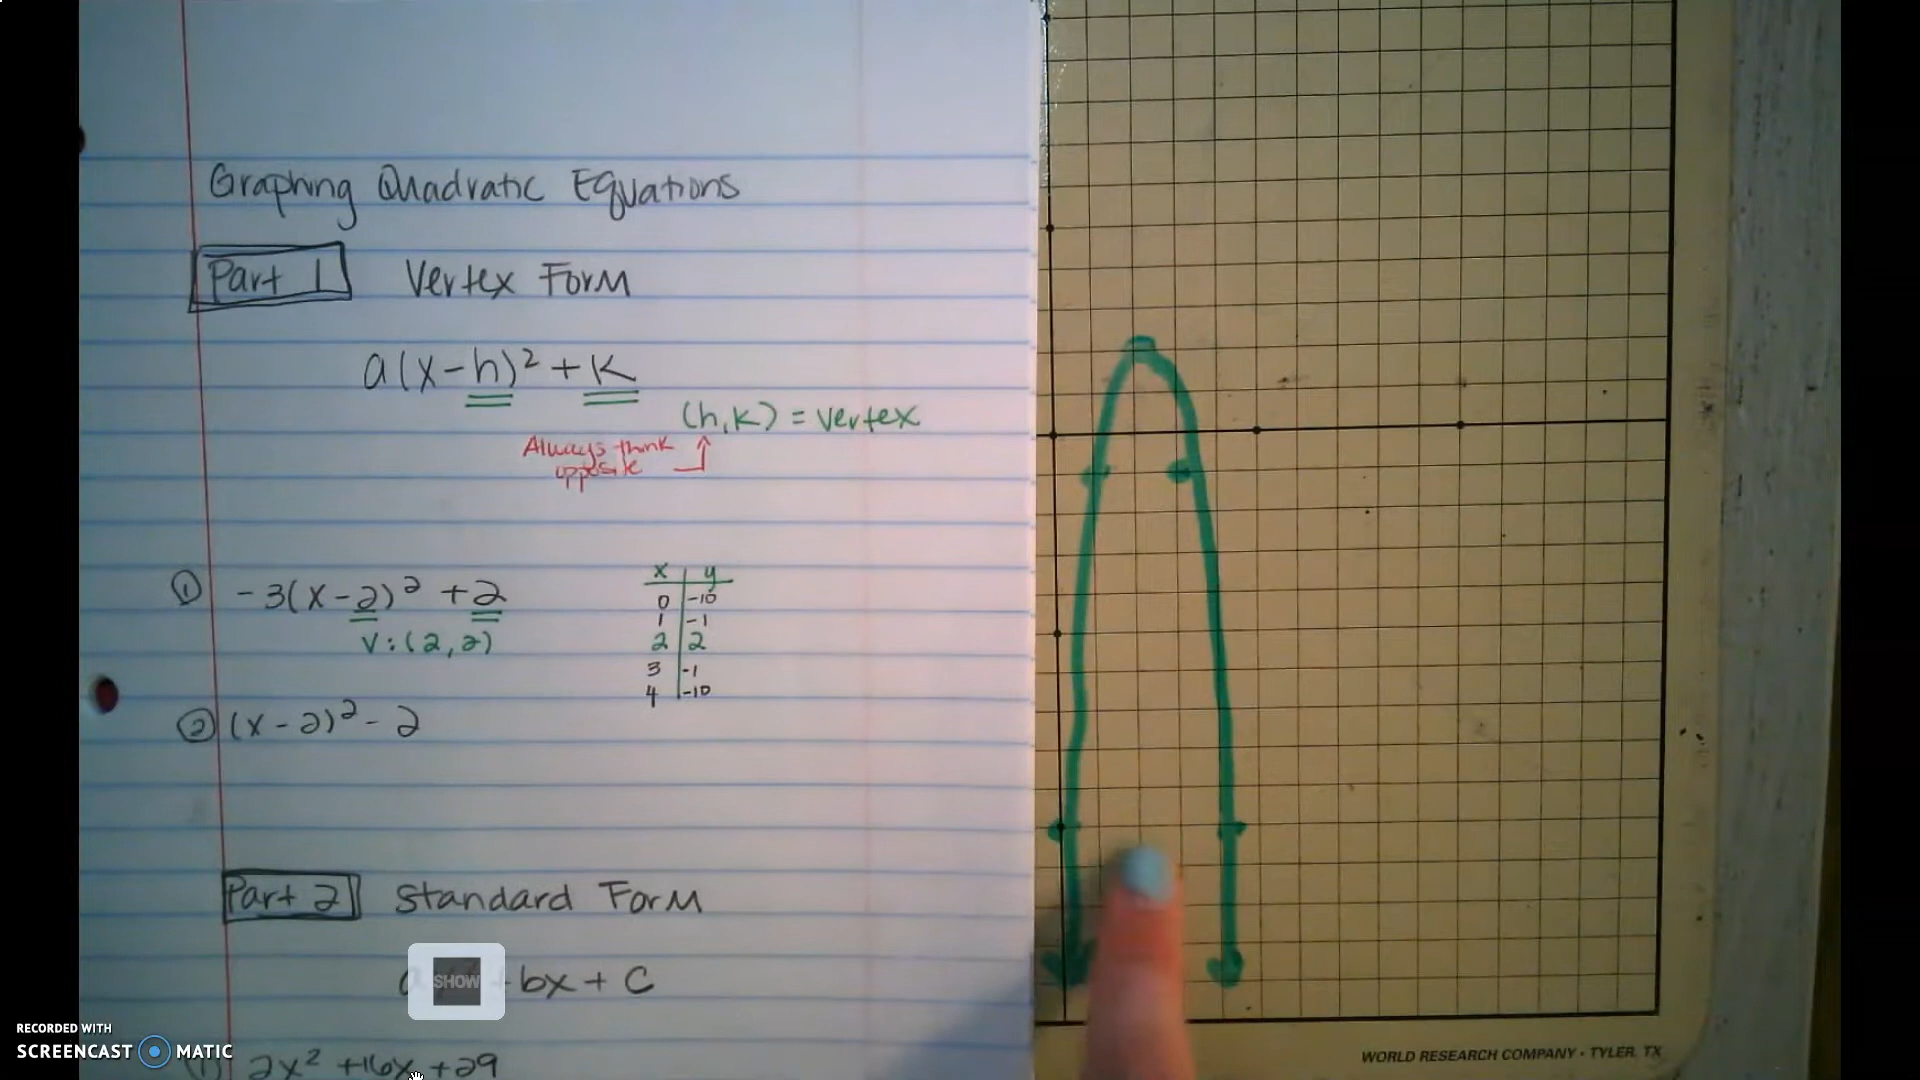 Graphing Quadratic Equations
Part 1 Vertex Form
a(x-h)² + K
(h,k) = vertex
Always think
opposite
① -3(x-2)² +2
V: (2,2)
x y
0 -10
1 -1
2 2
3 -1
4 -10
② (x-2)² - 2
Part 2 Standard Form
SHOW
+ bx + C
① 2x² +16x +29
RECORDED WITH
SCREENCAST MATIC
WORLD RESEARCH COMPANY • TYLER, TX